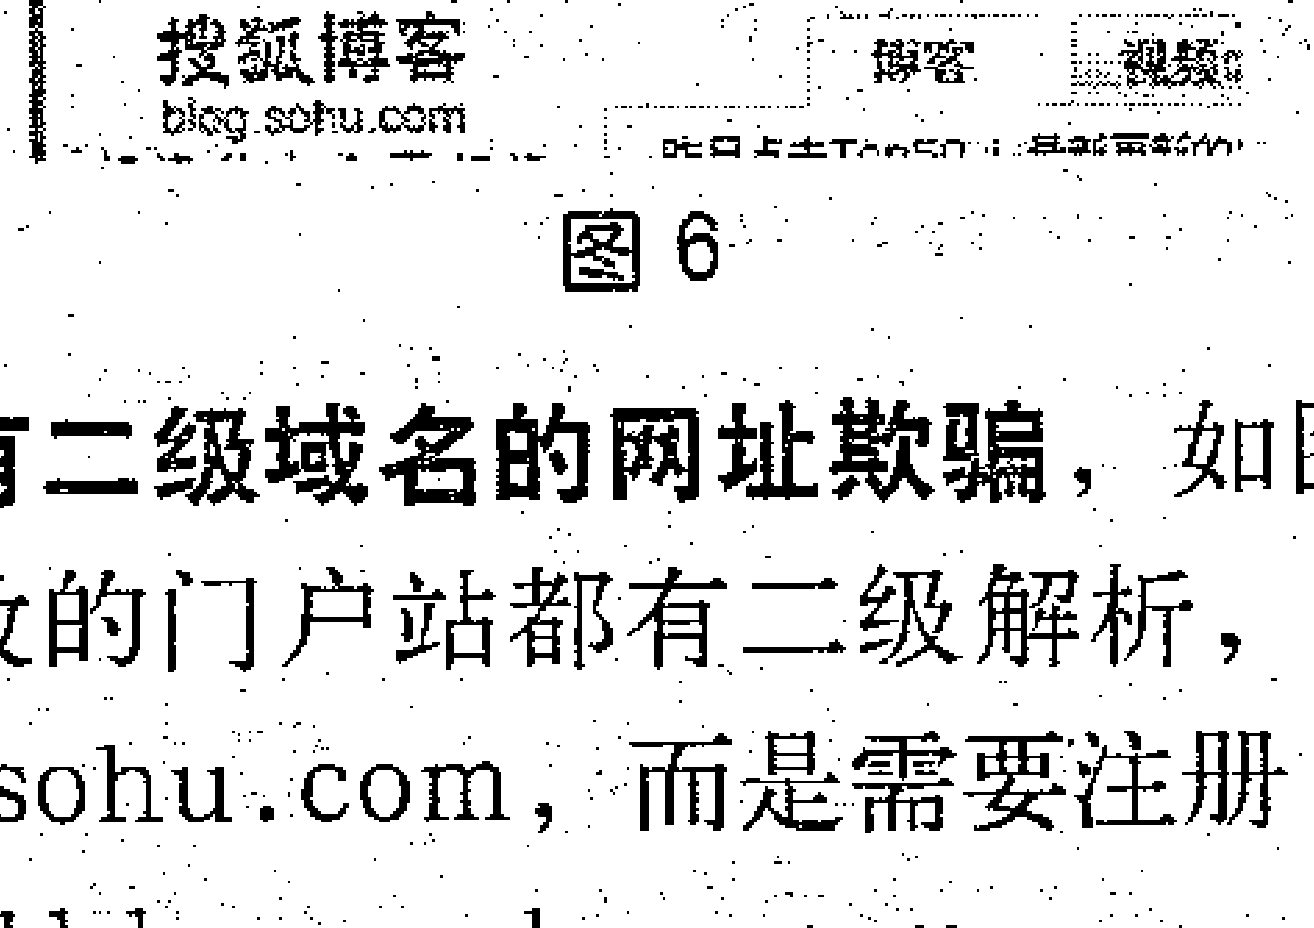 搜狐博客 博客 视频
blog.sohu.com
图 6
有二级域名的网址欺骗，如
的门户站都有二级解析，
sohu.com，而是需要注册